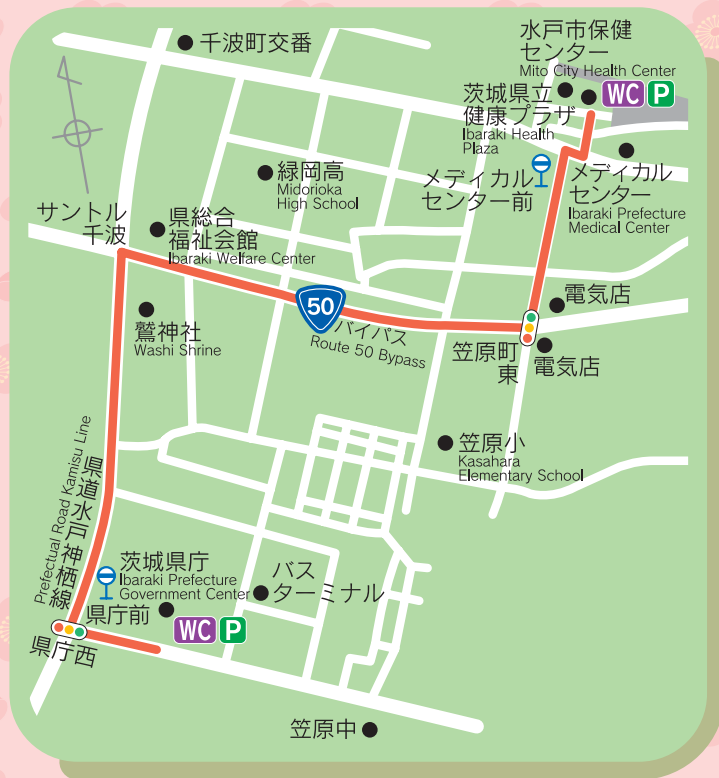 千波町交番
水戸市保健
センター
Mito City Health Center
WC P
茨城県立
健康プラザ
Ibaraki Health
Plaza
緑岡高
Midorioka
High School
メディカル
センター前
メディカル
センター
Ibaraki Prefecture
Medical Center
サントル
千波
県総合
福祉会館
Ibaraki Welfare Center
50
バイパス
Route 50 Bypass
電気店
鷲神社
Washi Shrine
笠原町
東
電気店
笠原小
Kasahara
Elementary School
Prefectual Road Kamisu Line
県道水戸神栖線
茨城県庁
Ibaraki Prefecture
Government Center
バス
ターミナル
県庁前
WC P
県庁西
笠原中